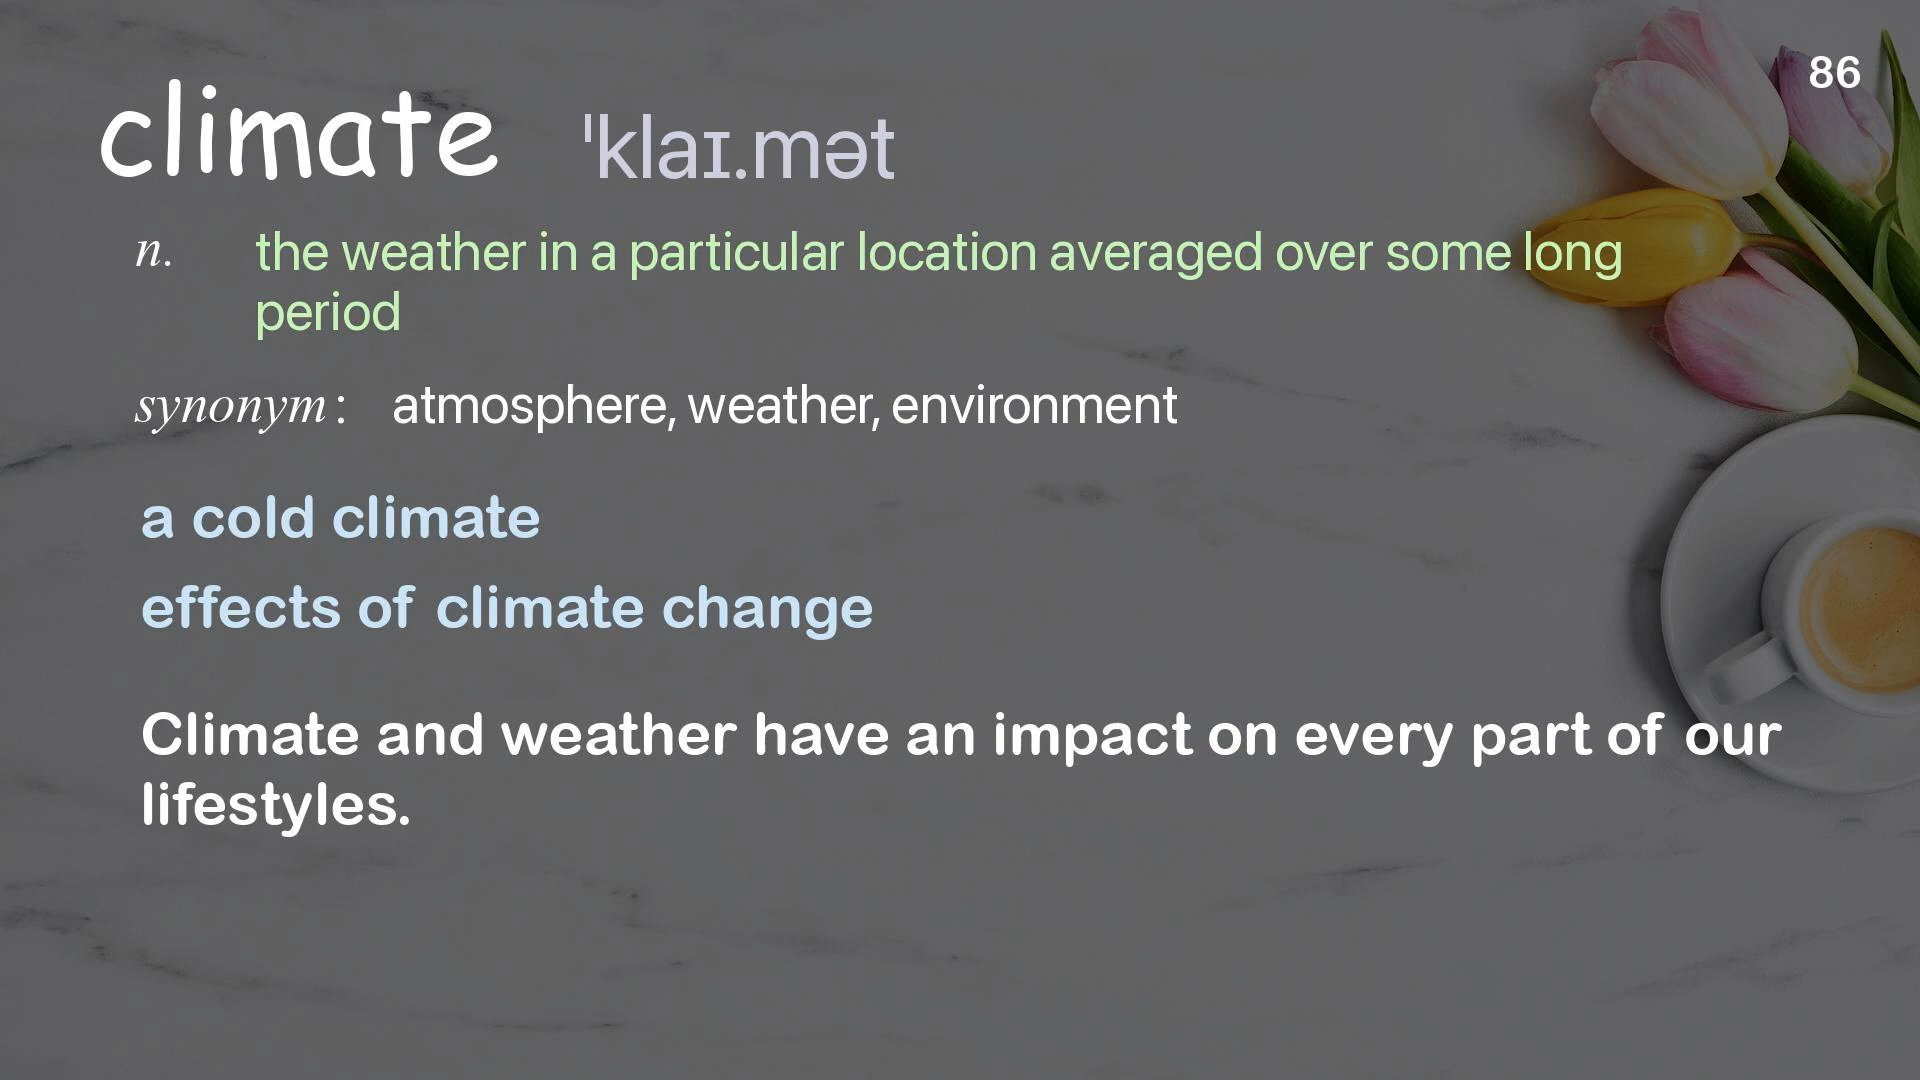 86
climate ˈklaɪ.mət
n. the weather in a particular location averaged over some long
period
synonym: atmosphere, weather, environment
a cold climate
effects of climate change
Climate and weather have an impact on every part of our
lifestyles.